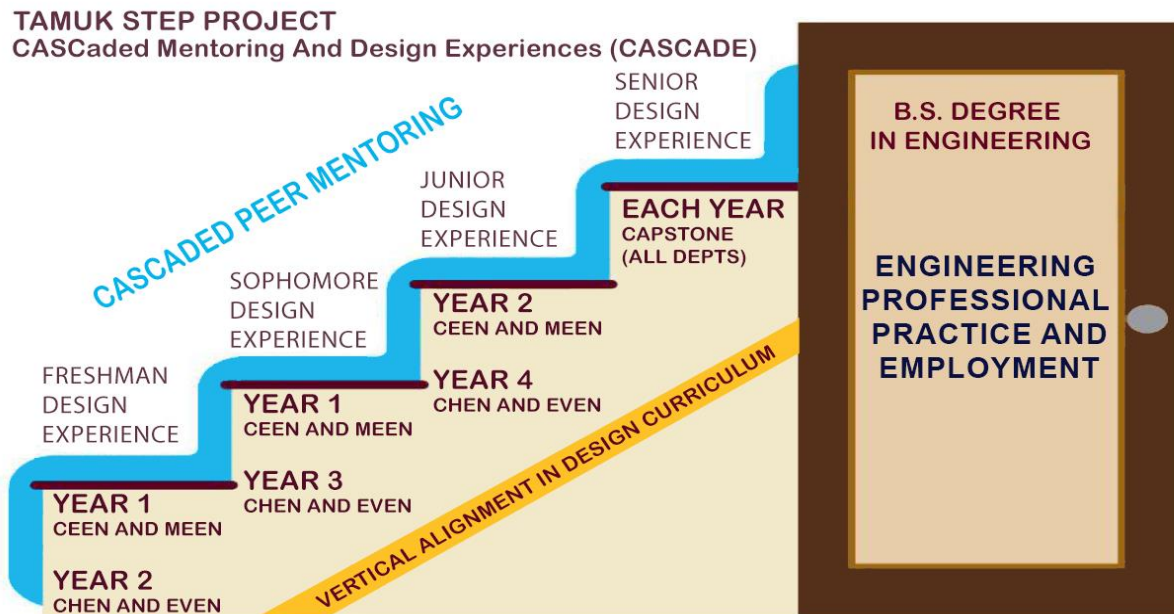 TAMUK STEP PROJECT
CASCaded Mentoring And Design Experiences (CASCADE)
CASCADED PEER MENTORING
FRESHMAN
DESIGN
EXPERIENCE
YEAR 1
CEEN AND MEEN
YEAR 2
CHEN AND EVEN
SOPHOMORE
DESIGN
EXPERIENCE
YEAR 1
CEEN AND MEEN
YEAR 3
CHEN AND EVEN
JUNIOR
DESIGN
EXPERIENCE
YEAR 2
CEEN AND MEEN
YEAR 4
CHEN AND EVEN
SENIOR
DESIGN
EXPERIENCE
EACH YEAR
CAPSTONE
(ALL DEPTS)
VERTICAL ALIGNMENT IN DESIGN CURRICULUM
B.S. DEGREE
IN ENGINEERING
ENGINEERING
PROFESSIONAL
PRACTICE AND
EMPLOYMENT